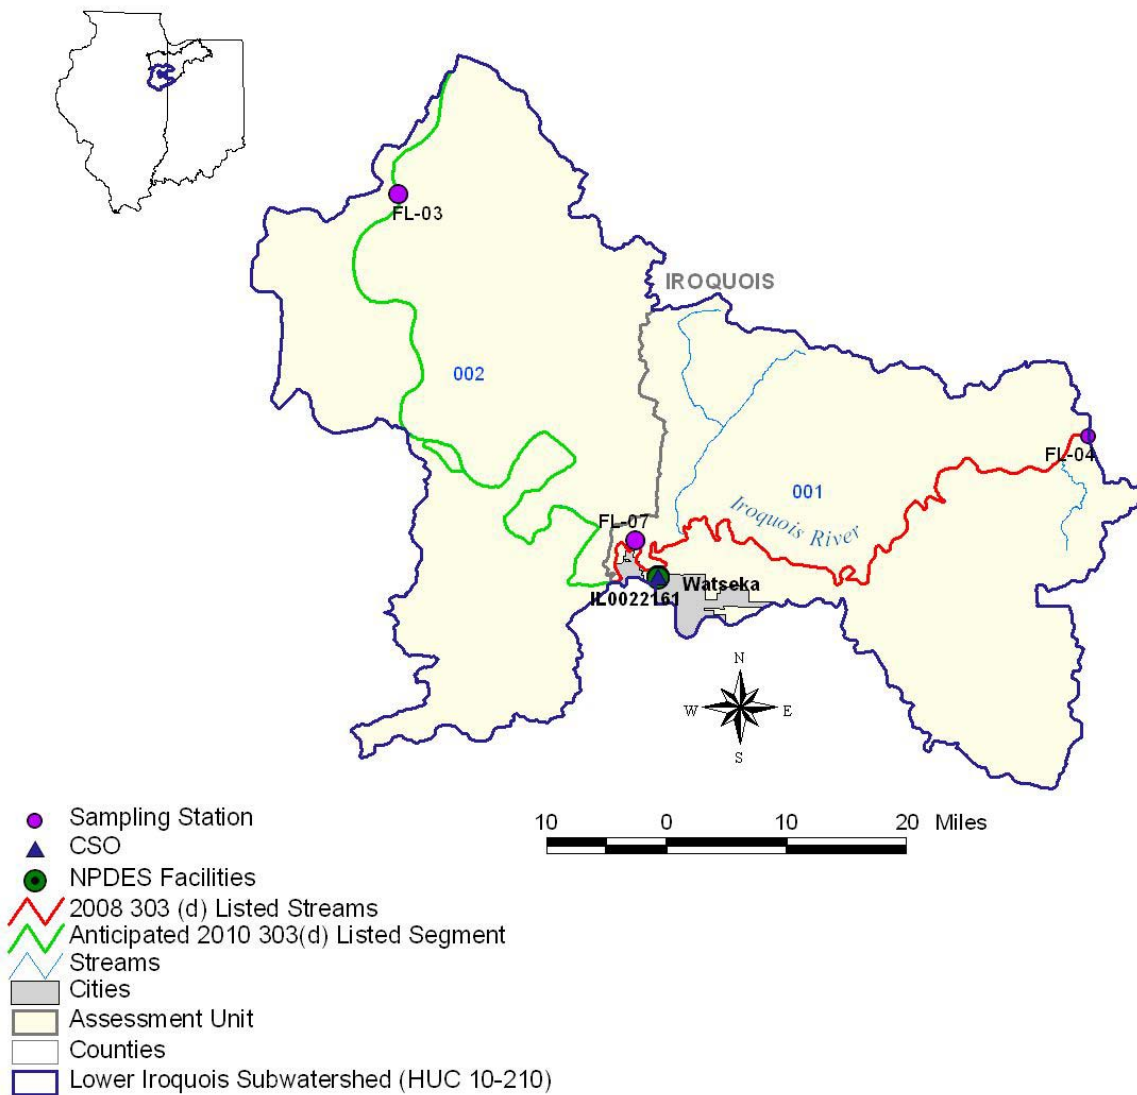 FL-03
IROQUOIS
002
FL-04
001
Iroquois River
FL-07
Watseka
IL0022161
N
W E
S
Sampling Station
CSO
NPDES Facilities
2008 303 (d) Listed Streams
Anticipated 2010 303(d) Listed Segment
Streams
Cities
Assessment Unit
Counties
Lower Iroquois Subwatershed (HUC 10-210)
10 0 10 20 Miles